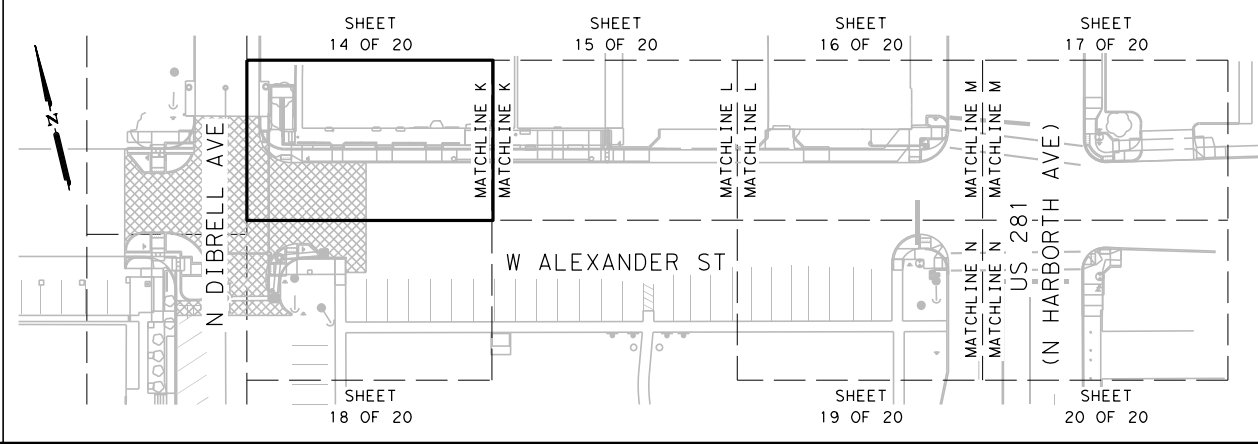 SHEET
14 OF 20
SHEET
15 OF 20
SHEET
16 OF 20
SHEET
17 OF 20
N
MATCHLINE K
MATCHLINE K
MATCHLINE L
MATCHLINE L
MATCHLINE M
MATCHLINE M
N DIBRELL AVE
W ALEXANDER ST
US 281
(N HARBORTH AVE)
MATCHLINE N
MATCHLINE N
SHEET
18 OF 20
SHEET
19 OF 20
SHEET
20 OF 20